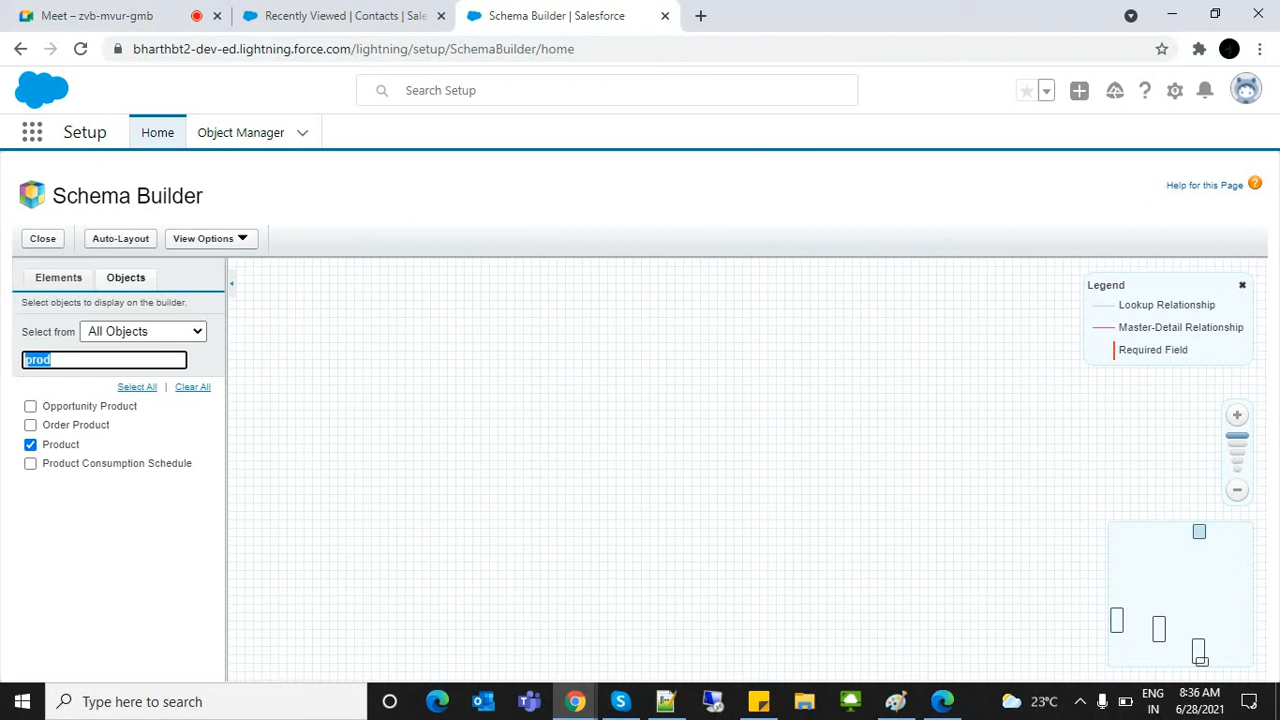 Meet – zvb-mvur-gmb
Recently Viewed | Contacts | Sale
Schema Builder | Salesforce
bharthbt2-dev-ed.lightning.force.com/lightning/setup/SchemaBuilder/home
Search Setup
Setup
Home
Object Manager
Schema Builder
Help for this Page
Close
Auto-Layout
View Options
Elements
Objects
Select objects to display on the builder.
Select from
All Objects
prod
Select All | Clear All
Opportunity Product
Order Product
Product
Product Consumption Schedule
Legend
Lookup Relationship
Master-Detail Relationship
Required Field
Type here to search
23°C
ENG
IN
8:36 AM
6/28/2021